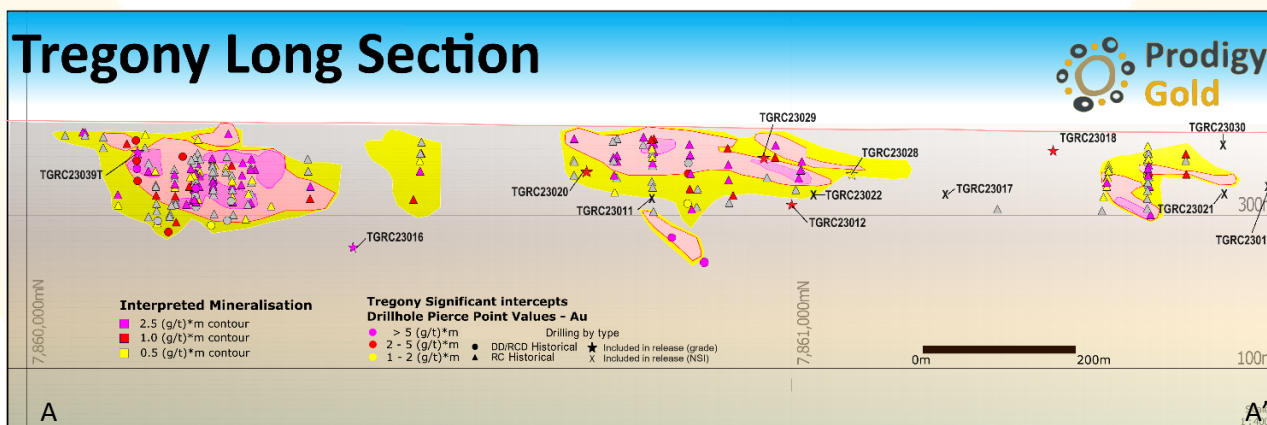 Tregony Long Section
Prodigy
Gold
TGRC23029
TGRC23018
TGRC23030
TGRC23028
TGRC23039T
TGRC23020
TGRC23022
TGRC23017
TGRC23011
TGRC23012
TGRC23021
300m
TGRC23016
TGRC2301
7,860,000mN
7,861,000mN
Interpreted Mineralisation
2.5 (g/t)*m contour
1.0 (g/t)*m contour
0.5 (g/t)*m contour
Tregony Significant intercepts
Drillhole Pierce Point Values - Au
> 5 (g/t)*m
2 - 5 (g/t)*m
1 - 2 (g/t)*m
Drilling by type
DD/RCD Historical
RC Historical
Included in release (grade)
Included in release (NSI)
0m
200m
100m
A
A'